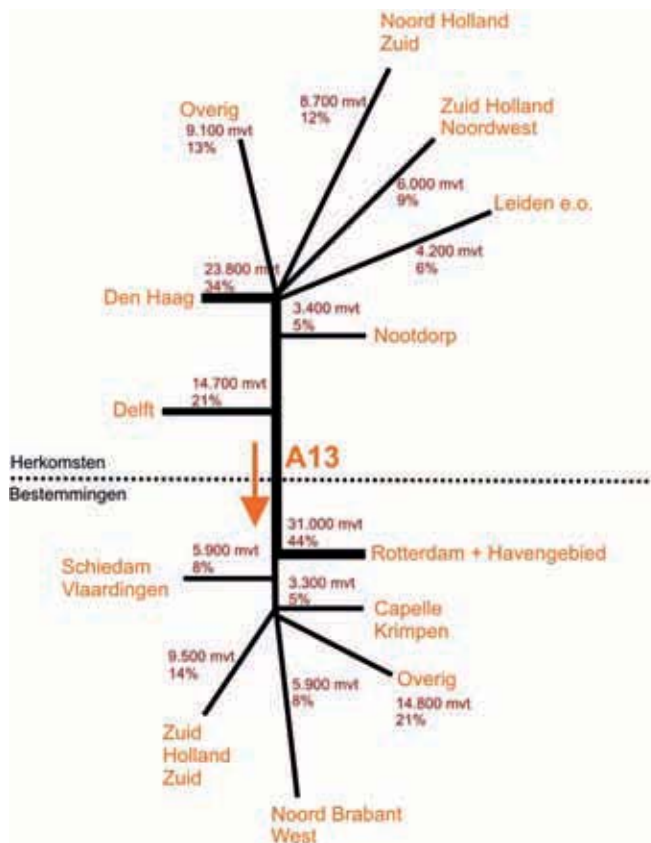 Noord Holland
Zuid
8.700 mvt
12%
Overig
9.100 mvt
13%
Zuid Holland
Noordwest
6.000 mvt
9%
Leiden e.o.
4.200 mvt
6%
23.800 mvt
34%
Den Haag
3.400 mvt
5%
Nootdorp
14.700 mvt
21%
Delft
A13
Herkomsten
Bestemmingen
31.000 mvt
44%
Rotterdam + Havengebied
5.900 mvt
8%
Schiedam
Vlaardingen
3.300 mvt
5%
Capelle
Krimpen
9.500 mvt
14%
Overig
14.800 mvt
21%
5.900 mvt
8%
Zuid
Holland
Zuid
Noord Brabant
West